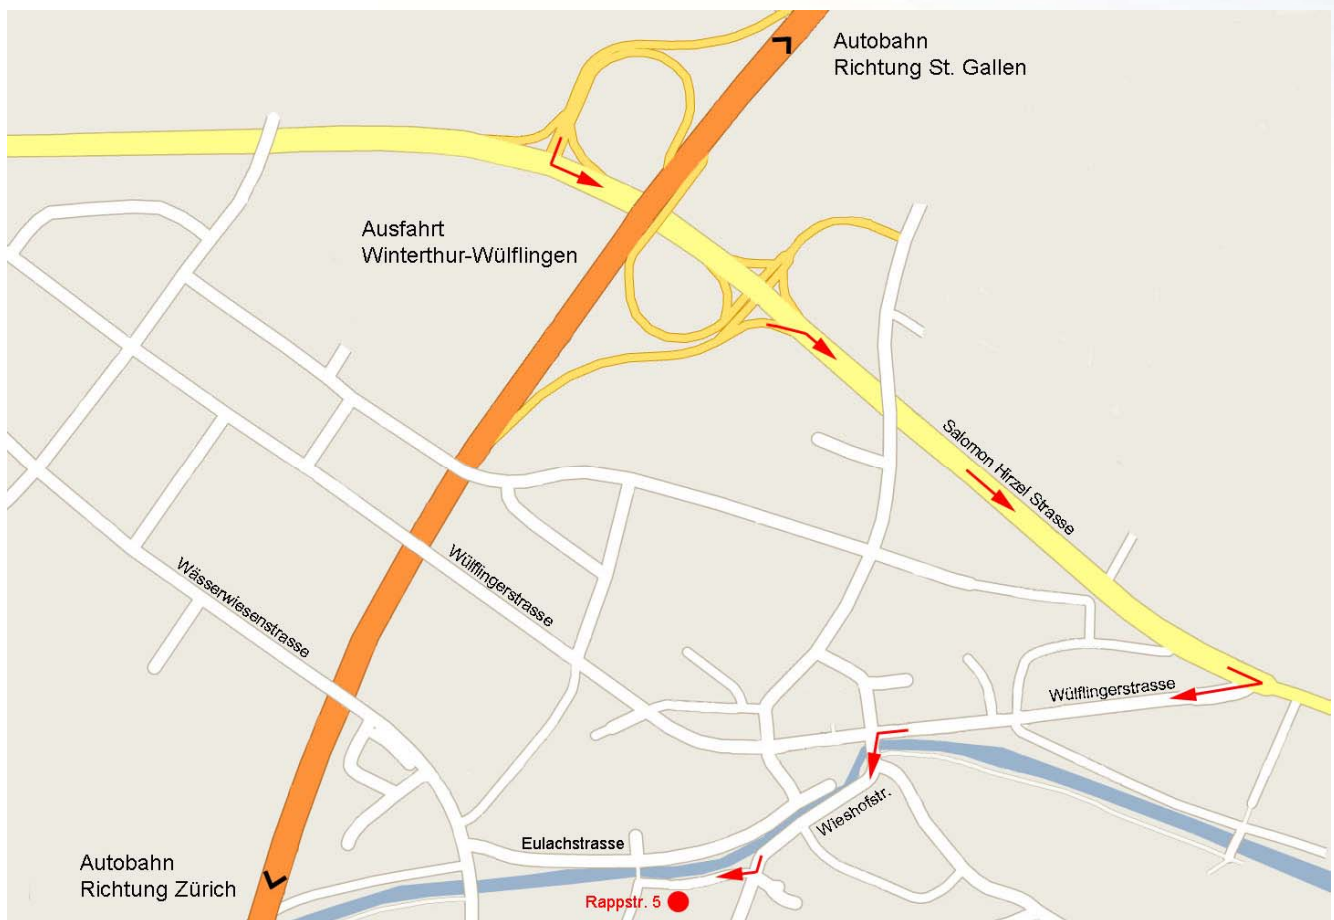 Autobahn
Richtung St. Gallen
Ausfahrt
Winterthur-Wülflingen
Salomon Hirzel Strasse
Wülflingerstrasse
Wässerwiesenstrasse
Wülflingerstrasse
Wieshofstr.
Eulachstrasse
Autobahn
Richtung Zürich
Rappstr. 5